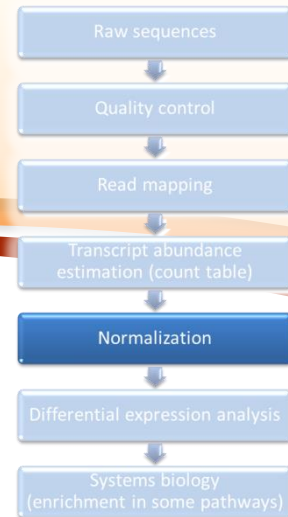 Raw sequences
Quality control
Read mapping
Transcript abundance
estimation (count table)
Normalization
Differential expression analysis
Systems biology
(enrichment in some pathways)